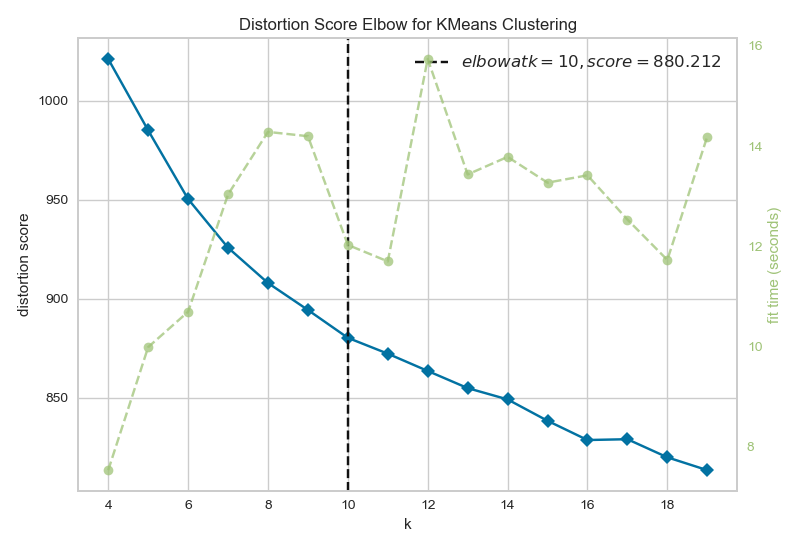 Distortion Score Elbow for KMeans Clustering
elbowatk = 10, score = 880.212
distortion score
1000
950
900
850
16
14
12
10
8
fit time (seconds)
4 6 8 10 12 14 16 18
k